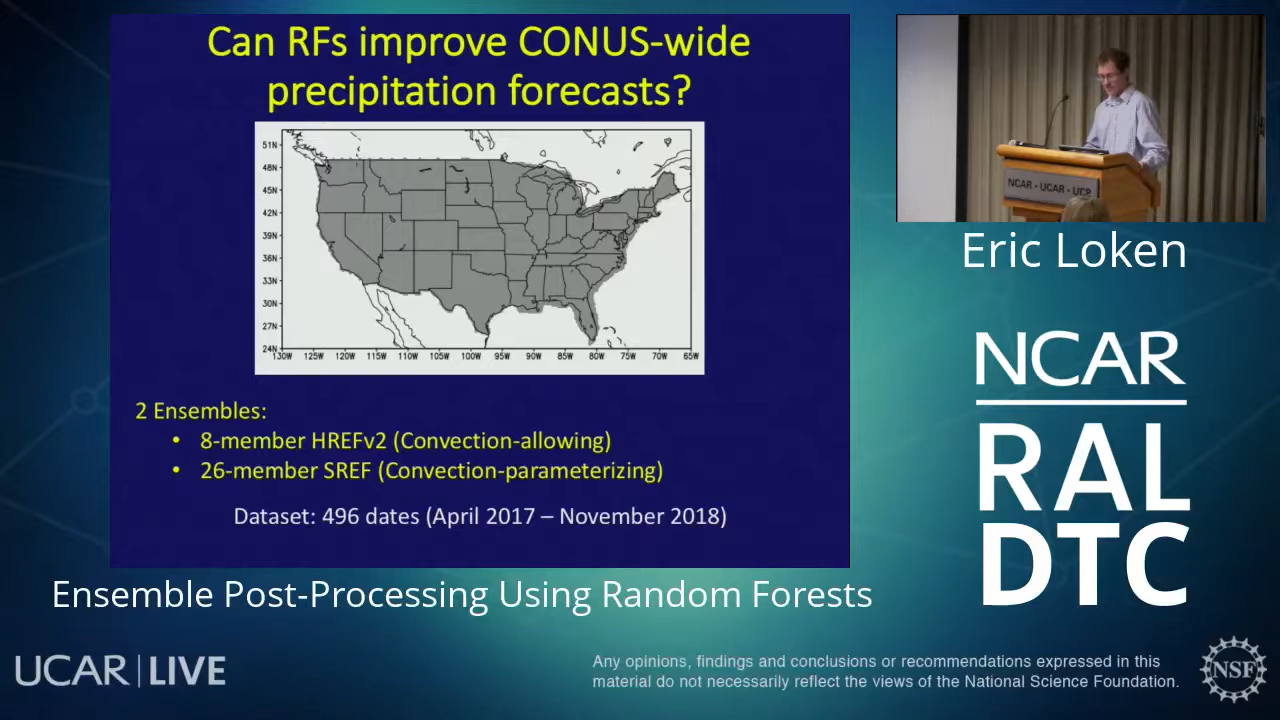 Can RFs improve CONUS-wide
precipitation forecasts?
51N
48N
45N
42N
39N
36N
33N
30N
27N
24N
130W 125W 120W 115W 110W 105W 100W 95W 90W 85W 80W 75W 70W 65W
2 Ensembles:
• 8-member HREFv2 (Convection-allowing)
• 26-member SREF (Convection-parameterizing)
Dataset: 496 dates (April 2017 – November 2018)
Ensemble Post-Processing Using Random Forests
NCAR • UCAR • UCP
Eric Loken
NCAR
RAL
DTC
UCAR | LIVE
Any opinions, findings and conclusions or recommendations expressed in this
material do not necessarily reflect the views of the National Science Foundation.
NSF